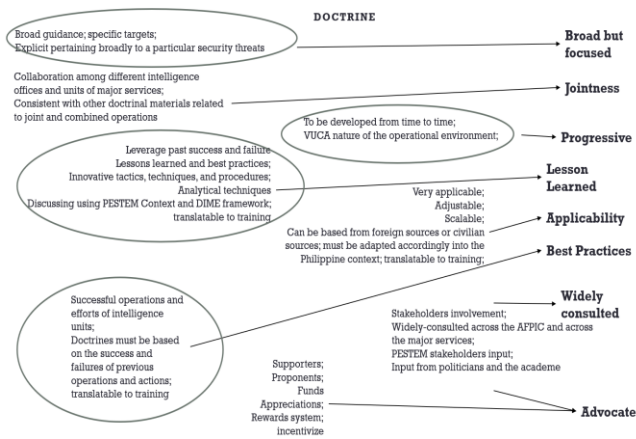 DOCTRINE
Broad guidance; specific targets;
Explicit pertaining broadly to a particular security threats
Broad but
focused
Collaboration among different intelligence
offices and units of major services;
Consistent with other doctrinal materials related
to joint and combined operations
Jointness
To be developed from time to time;
VUCA nature of the operational environment;
Progressive
Leverage past success and failure
Lessons learned and best practices;
Innovative tactics, techniques, and procedures;
Analytical techniques
Discussing using PESTEM Context and DIME framework;
translatable to training
Lesson
Learned
Very applicable;
Adjustable;
Scalable;
Can be based from foreign sources or civilian
sources; must be adapted accordingly into the
Philippine context; translatable to training;
Applicability
Best Practices
Successful operations and
efforts of intelligence
units;
Doctrines must be based
on the success and
failures of previous
operations and actions;
translatable to training
Widely
consulted
Stakeholders involvement;
Widely-consulted across the AFPIC and across
the major services;
PESTEM stakeholders input;
Input from politicians and the academe
Supporters;
Proponents;
Funds
Appreciations;
Rewards system;
incentivize
Advocate